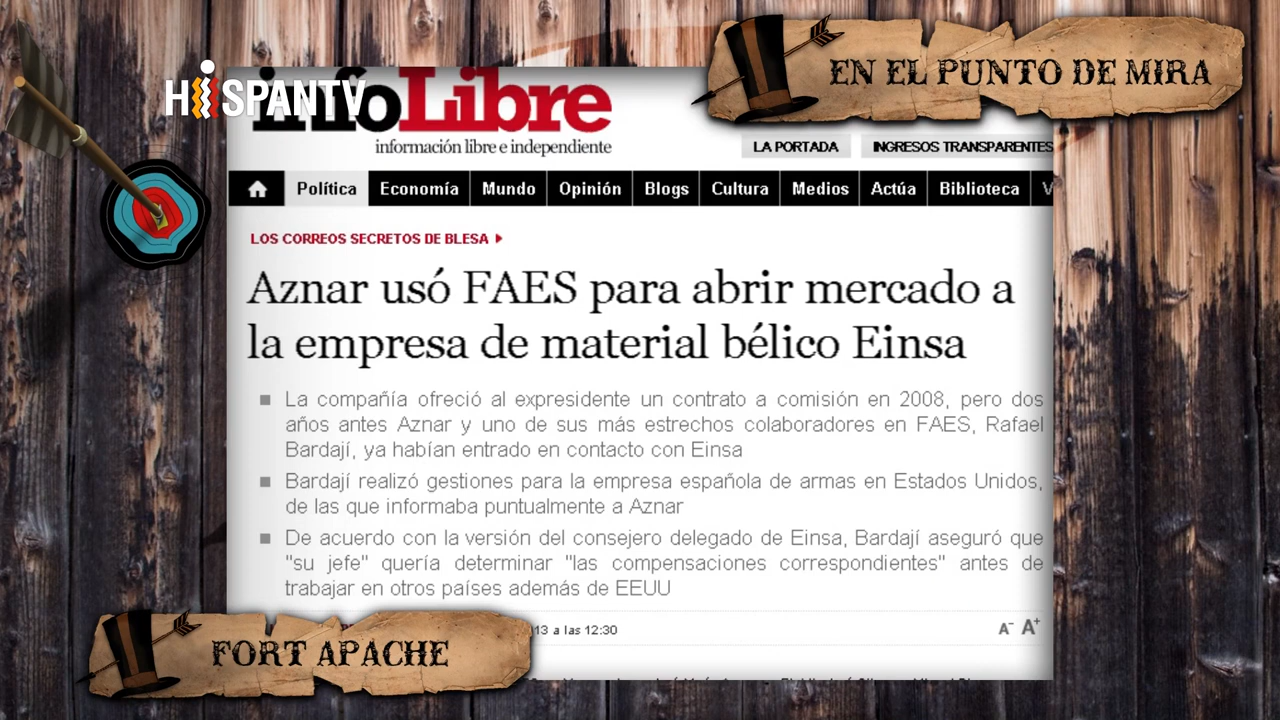 EN EL PUNTO DE MIRA
HISPANTV
infoLibre
información libre e independiente
LA PORTADA
INGRESOS TRANSPARENTES
Política
Economía
Mundo
Opinión
Blogs
Cultura
Medios
Actúa
Biblioteca
LOS CORREOS SECRETOS DE BLESA
Aznar usó FAES para abrir mercado a
la empresa de material bélico Einsa
La compañía ofreció al expresidente un contrato a comisión en 2008, pero dos
años antes Aznar y uno de sus más estrechos colaboradores en FAES, Rafael
Bardají, ya habían entrado en contacto con Einsa
Bardají realizó gestiones para la empresa española de armas en Estados Unidos,
de las que informaba puntualmente a Aznar
De acuerdo con la versión del consejero delegado de Einsa, Bardají aseguró que
"su jefe" quería determinar "las compensaciones correspondientes" antes de
trabajar en otros países además de EEUU
13 a las 12:30
A- A+
FORT APACHE